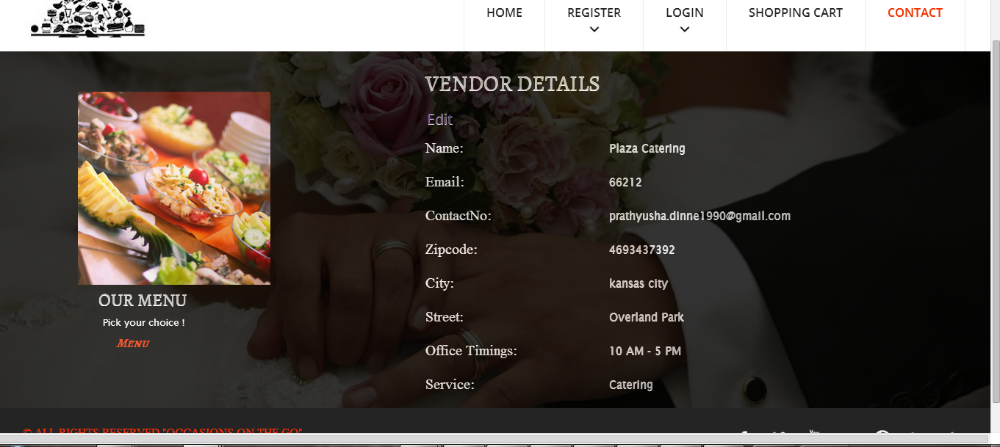 HOME REGISTER LOGIN SHOPPING CART CONTACT
VENDOR DETAILS
Edit
Name: Plaza Catering
Email: 66212
ContactNo: prathyusha.dinne1990@gmail.com
Zipcode: 4693437392
City: kansas city
Street: Overland Park
Office Timings: 10 AM - 5 PM
Service: Catering
OUR MENU
Pick your choice !
Menu
© ALL RIGHTS RESERVED "OCCASIONS ON THE GO"